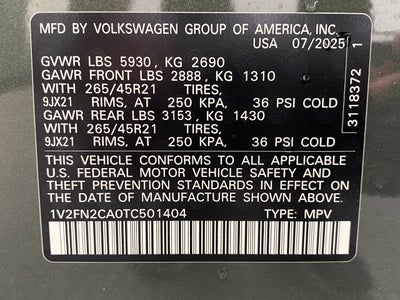 MFD BY VOLKSWAGEN GROUP OF AMERICA, INC.
USA 07/2025
GVWR LBS 5930, KG 2690
GAWR FRONT LBS 2888, KG 1310
WITH 265/45R21 TIRES,
9JX21 RIMS, AT 250 KPA, 36 PSI COLD
GAWR REAR LBS 3153, KG 1430
WITH 265/45R21 TIRES,
9JX21 RIMS, AT 250 KPA, 36 PSI COLD
THIS VEHICLE CONFORMS TO ALL APPLICABLE
U.S. FEDERAL MOTOR VEHICLE SAFETY AND
THEFT PREVENTION STANDARDS IN EFFECT ON THE
DATE OF MANUFACTURE SHOWN ABOVE.
1V2FN2CA0TC501404 TYPE: MPV
3118372 1